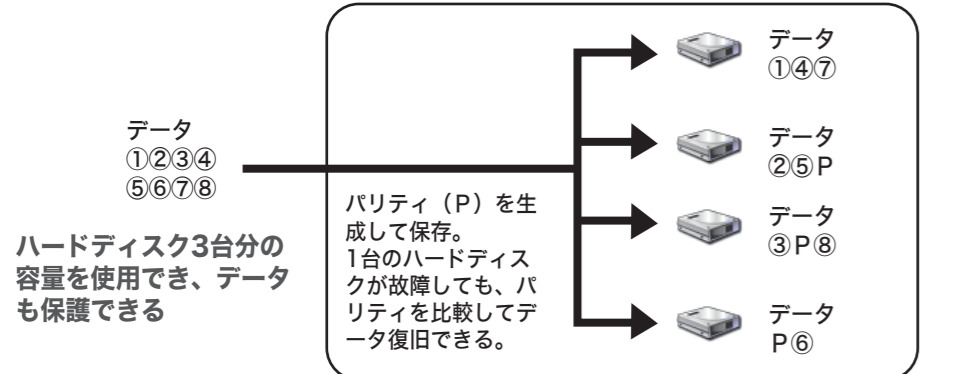 データ
①②③④
⑤⑥⑦⑧
ハードディスク3台分の
容量を使用でき、データ
も保護できる
パリティ（P）を生
成して保存。
1台のハードディス
クが故障しても、パ
リティを比較してデ
ータ復旧できる。
データ
①④⑦
データ
②⑤P
データ
③P⑧
データ
P⑥